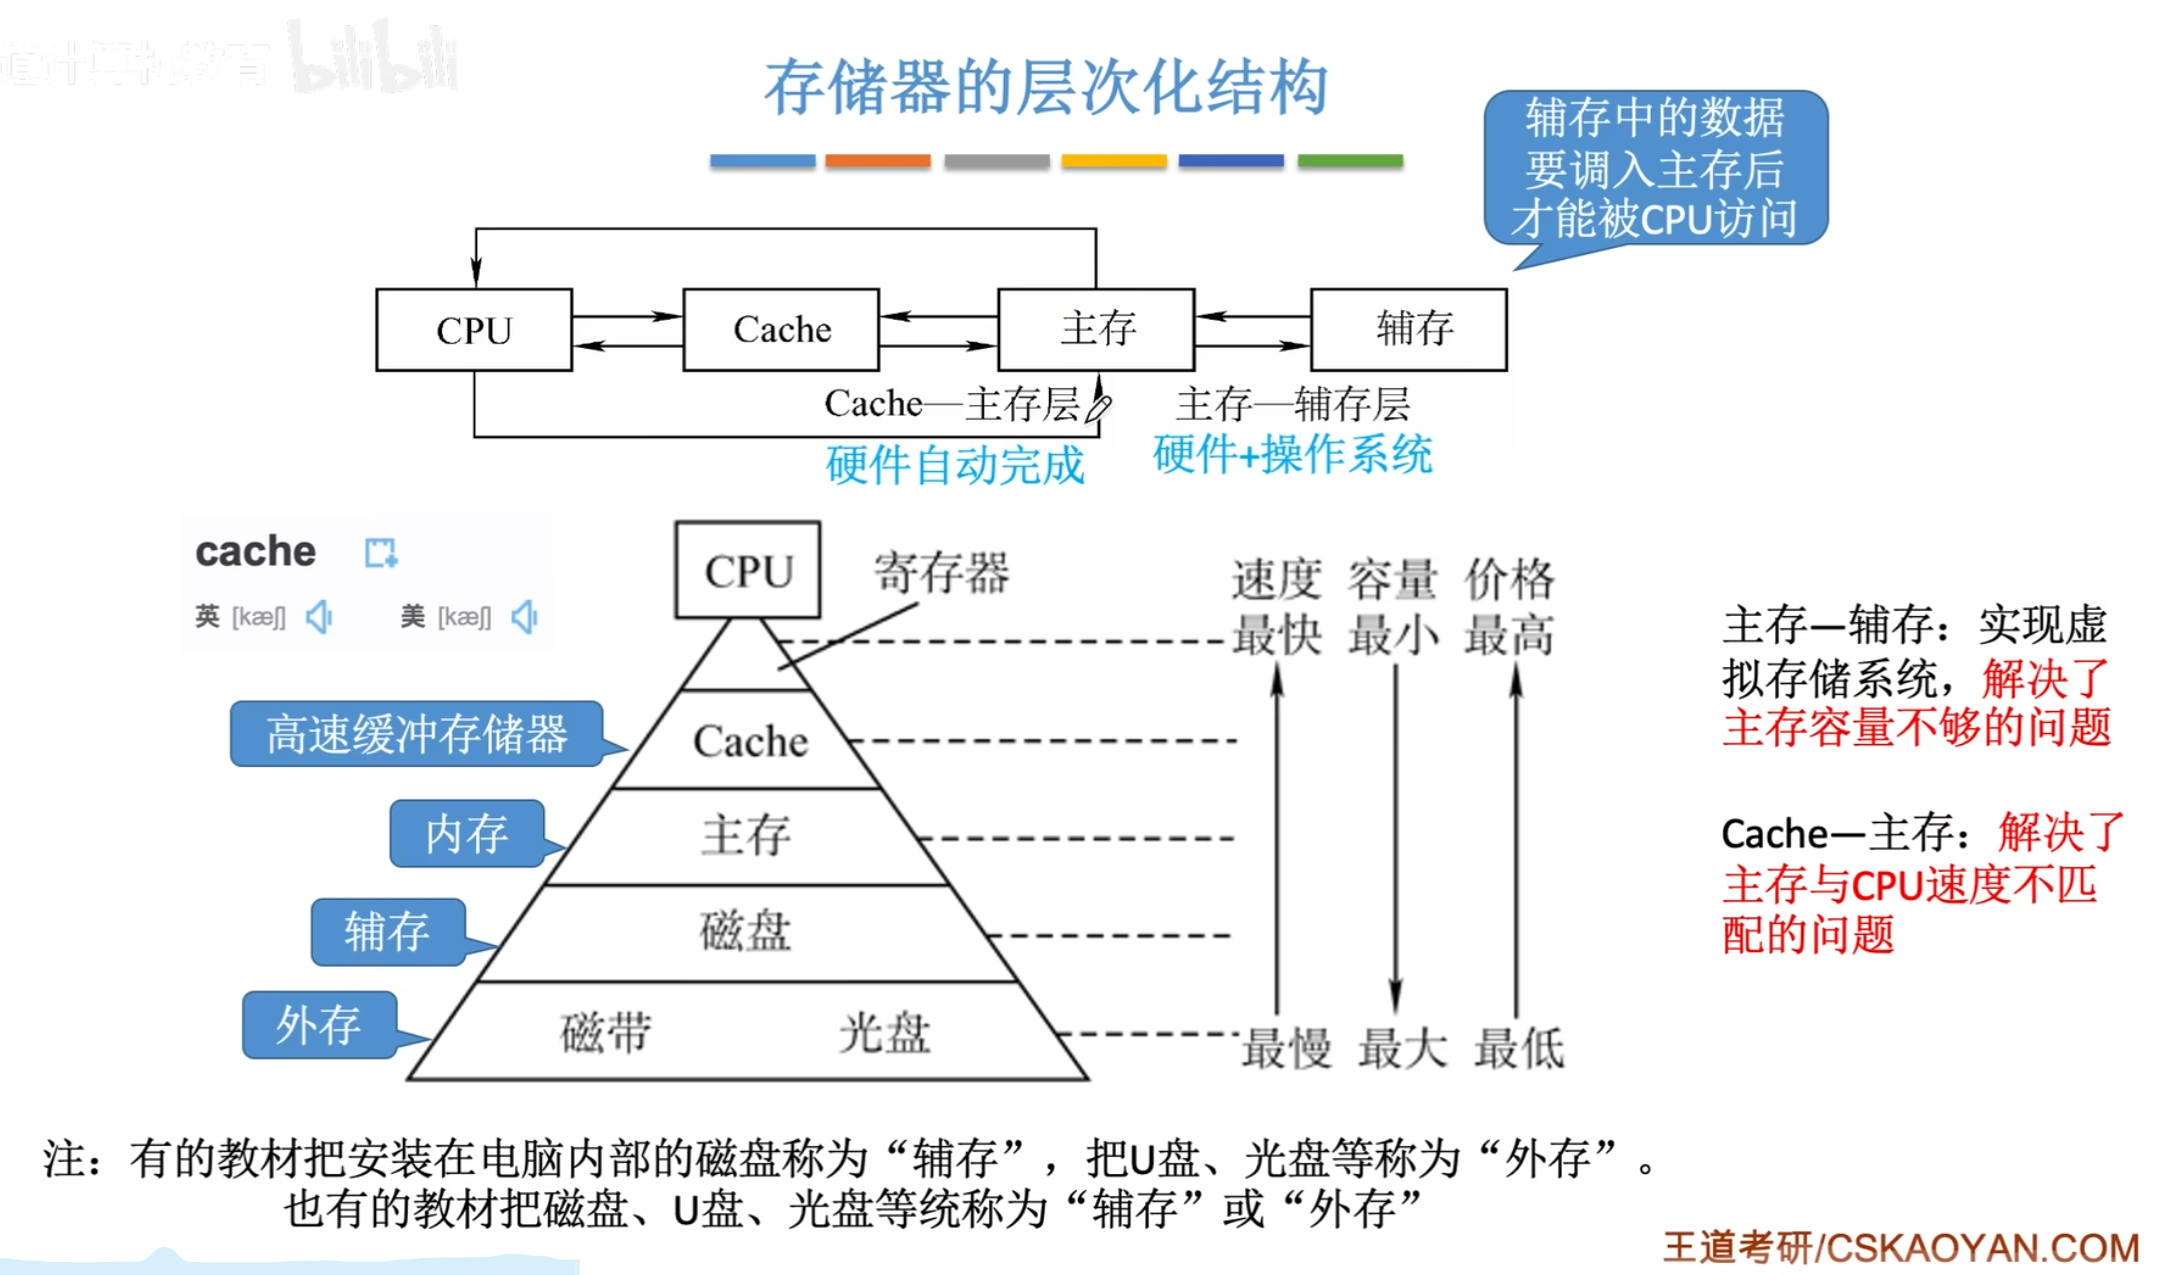 道计算机教育 bilibili
存储器的层次化结构
辅存中的数据
要调入主存后
才能被CPU访问
CPU
Cache
主存
辅存
Cache—主存层
主存—辅存层
硬件自动完成
硬件+操作系统
cache
英 [kæʃ] 美 [kæʃ]
CPU
寄存器
速度 容量 价格
最快 最小 最高
高速缓冲存储器
Cache
内存
主存
辅存
磁盘
外存
磁带 光盘
最慢 最大 最低
主存—辅存：实现虚
拟存储系统，解决了
主存容量不够的问题
Cache—主存：解决了
主存与CPU速度不匹
配的问题
注：有的教材把安装在电脑内部的磁盘称为“辅存”，把U盘、光盘等称为“外存”。
也有的教材把磁盘、U盘、光盘等统称为“辅存”或“外存”
王道考研/CSKAOYAN.COM